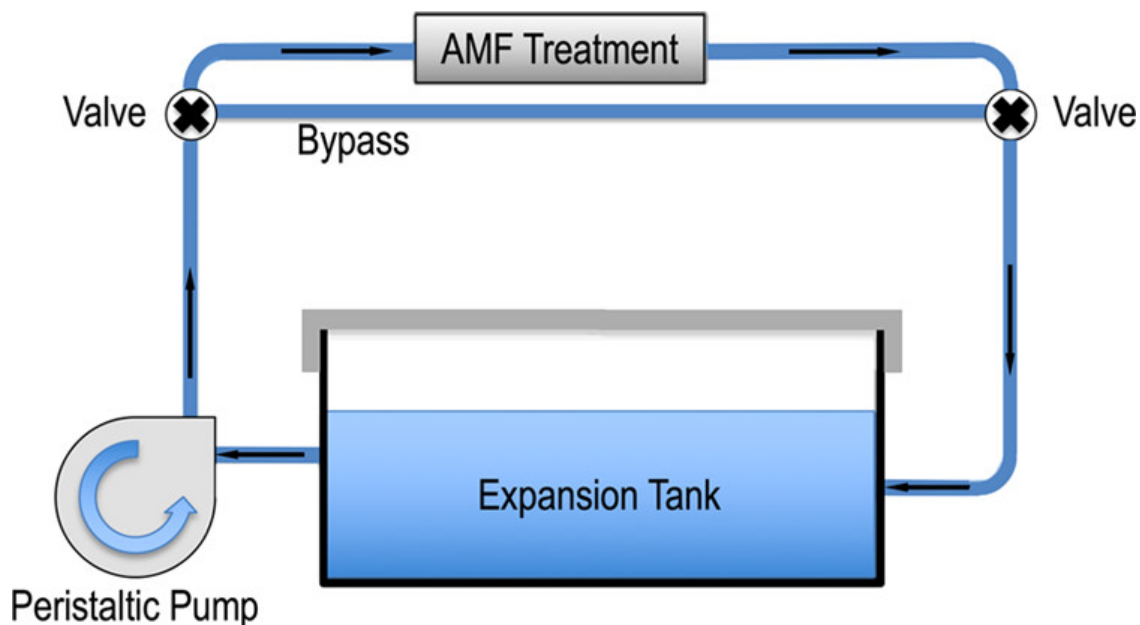 AMF Treatment
Valve
Valve
Bypass
Expansion Tank
Peristaltic Pump